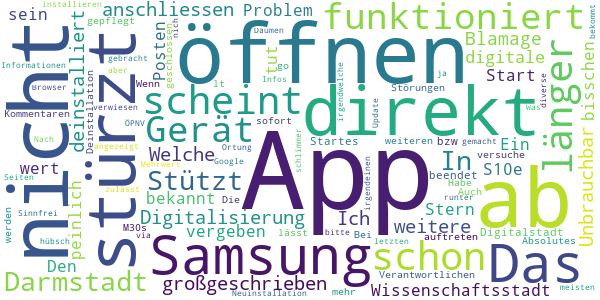 installieren
sein
gepflegt
anschliessen Problem
gebracht
Informationen
aber
Browser
Kommentaren
Nach
deinstalliert
Deinstallation
verwiesen
ÖPNV
angezeigt
Wenn
Posten
geschlossen
nicht
stürzt
öffnen
tut
go
Infos
Daumen
nich
lt
funktioniert
ja
Blamage
digitale
Start
Was
diverse
bisschen
bekommt
irgendwelche
Störungen
Update
scheint
direkt
länger
Gerät
sofort
Startes
weiteren
bzw
Ein
Welche
versuche
beendet
S10e
Unbrauchbar
wert
peinlich
Stützt
App
In
Habe
Auch
runter
bekannt
Die
Ortung
Google
Mehrwert
schlimmer
irgendeinen
gemacht
Seiten
zulässt
Digitalisierung
Ich
weitere
Stern
ab
werden
Den
vergeben
lässt
bitte
Bei
letzten
auftreten
Digitalstadt
Absolutes
Sinnfrei
hübsch
M30s
via
Samsung
schon
Das
Darmstadt
großgeschrieben
Verantwortlichen
Wissenschaftsstadt
Neuinstallation
mehr
meisten